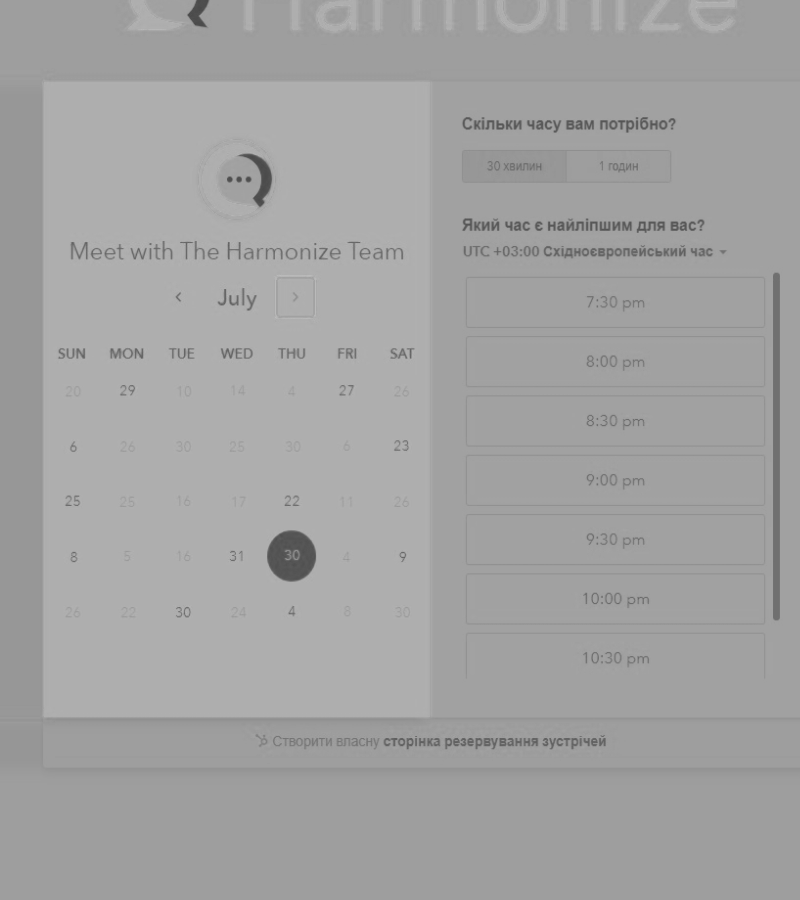 Harmonize
Meet with The Harmonize Team
July
SUN MON TUE WED THU FRI SAT
20 29 10 14 4 27 26
6 26 30 25 30 6 23
25 25 16 17 22 11 26
8 5 16 31 30 4 9
26 22 30 24 4 8 30
Скільки часу вам потрібно?
30 хвилин 1 годин
Який час є найліпшим для вас?
UTC +03:00 Східноєвропейський час
7:30 pm
8:00 pm
8:30 pm
9:00 pm
9:30 pm
10:00 pm
10:30 pm
Створити власну сторінка резервування зустрічей